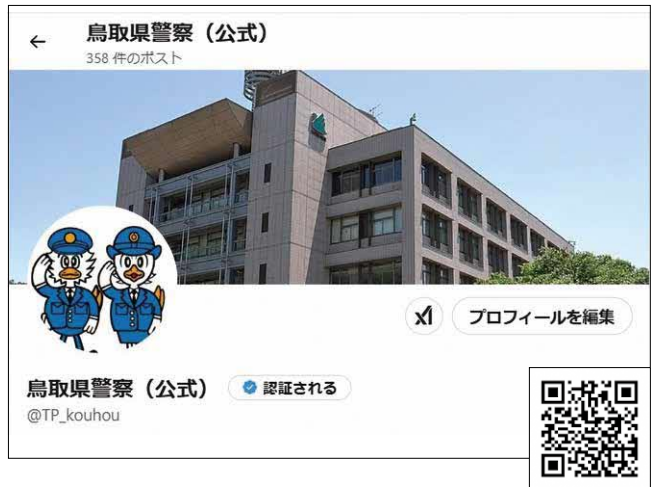 鳥取県警察（公式）
358 件のポスト
プロフィールを編集
鳥取県警察（公式）
認証される
@TP_kouhou